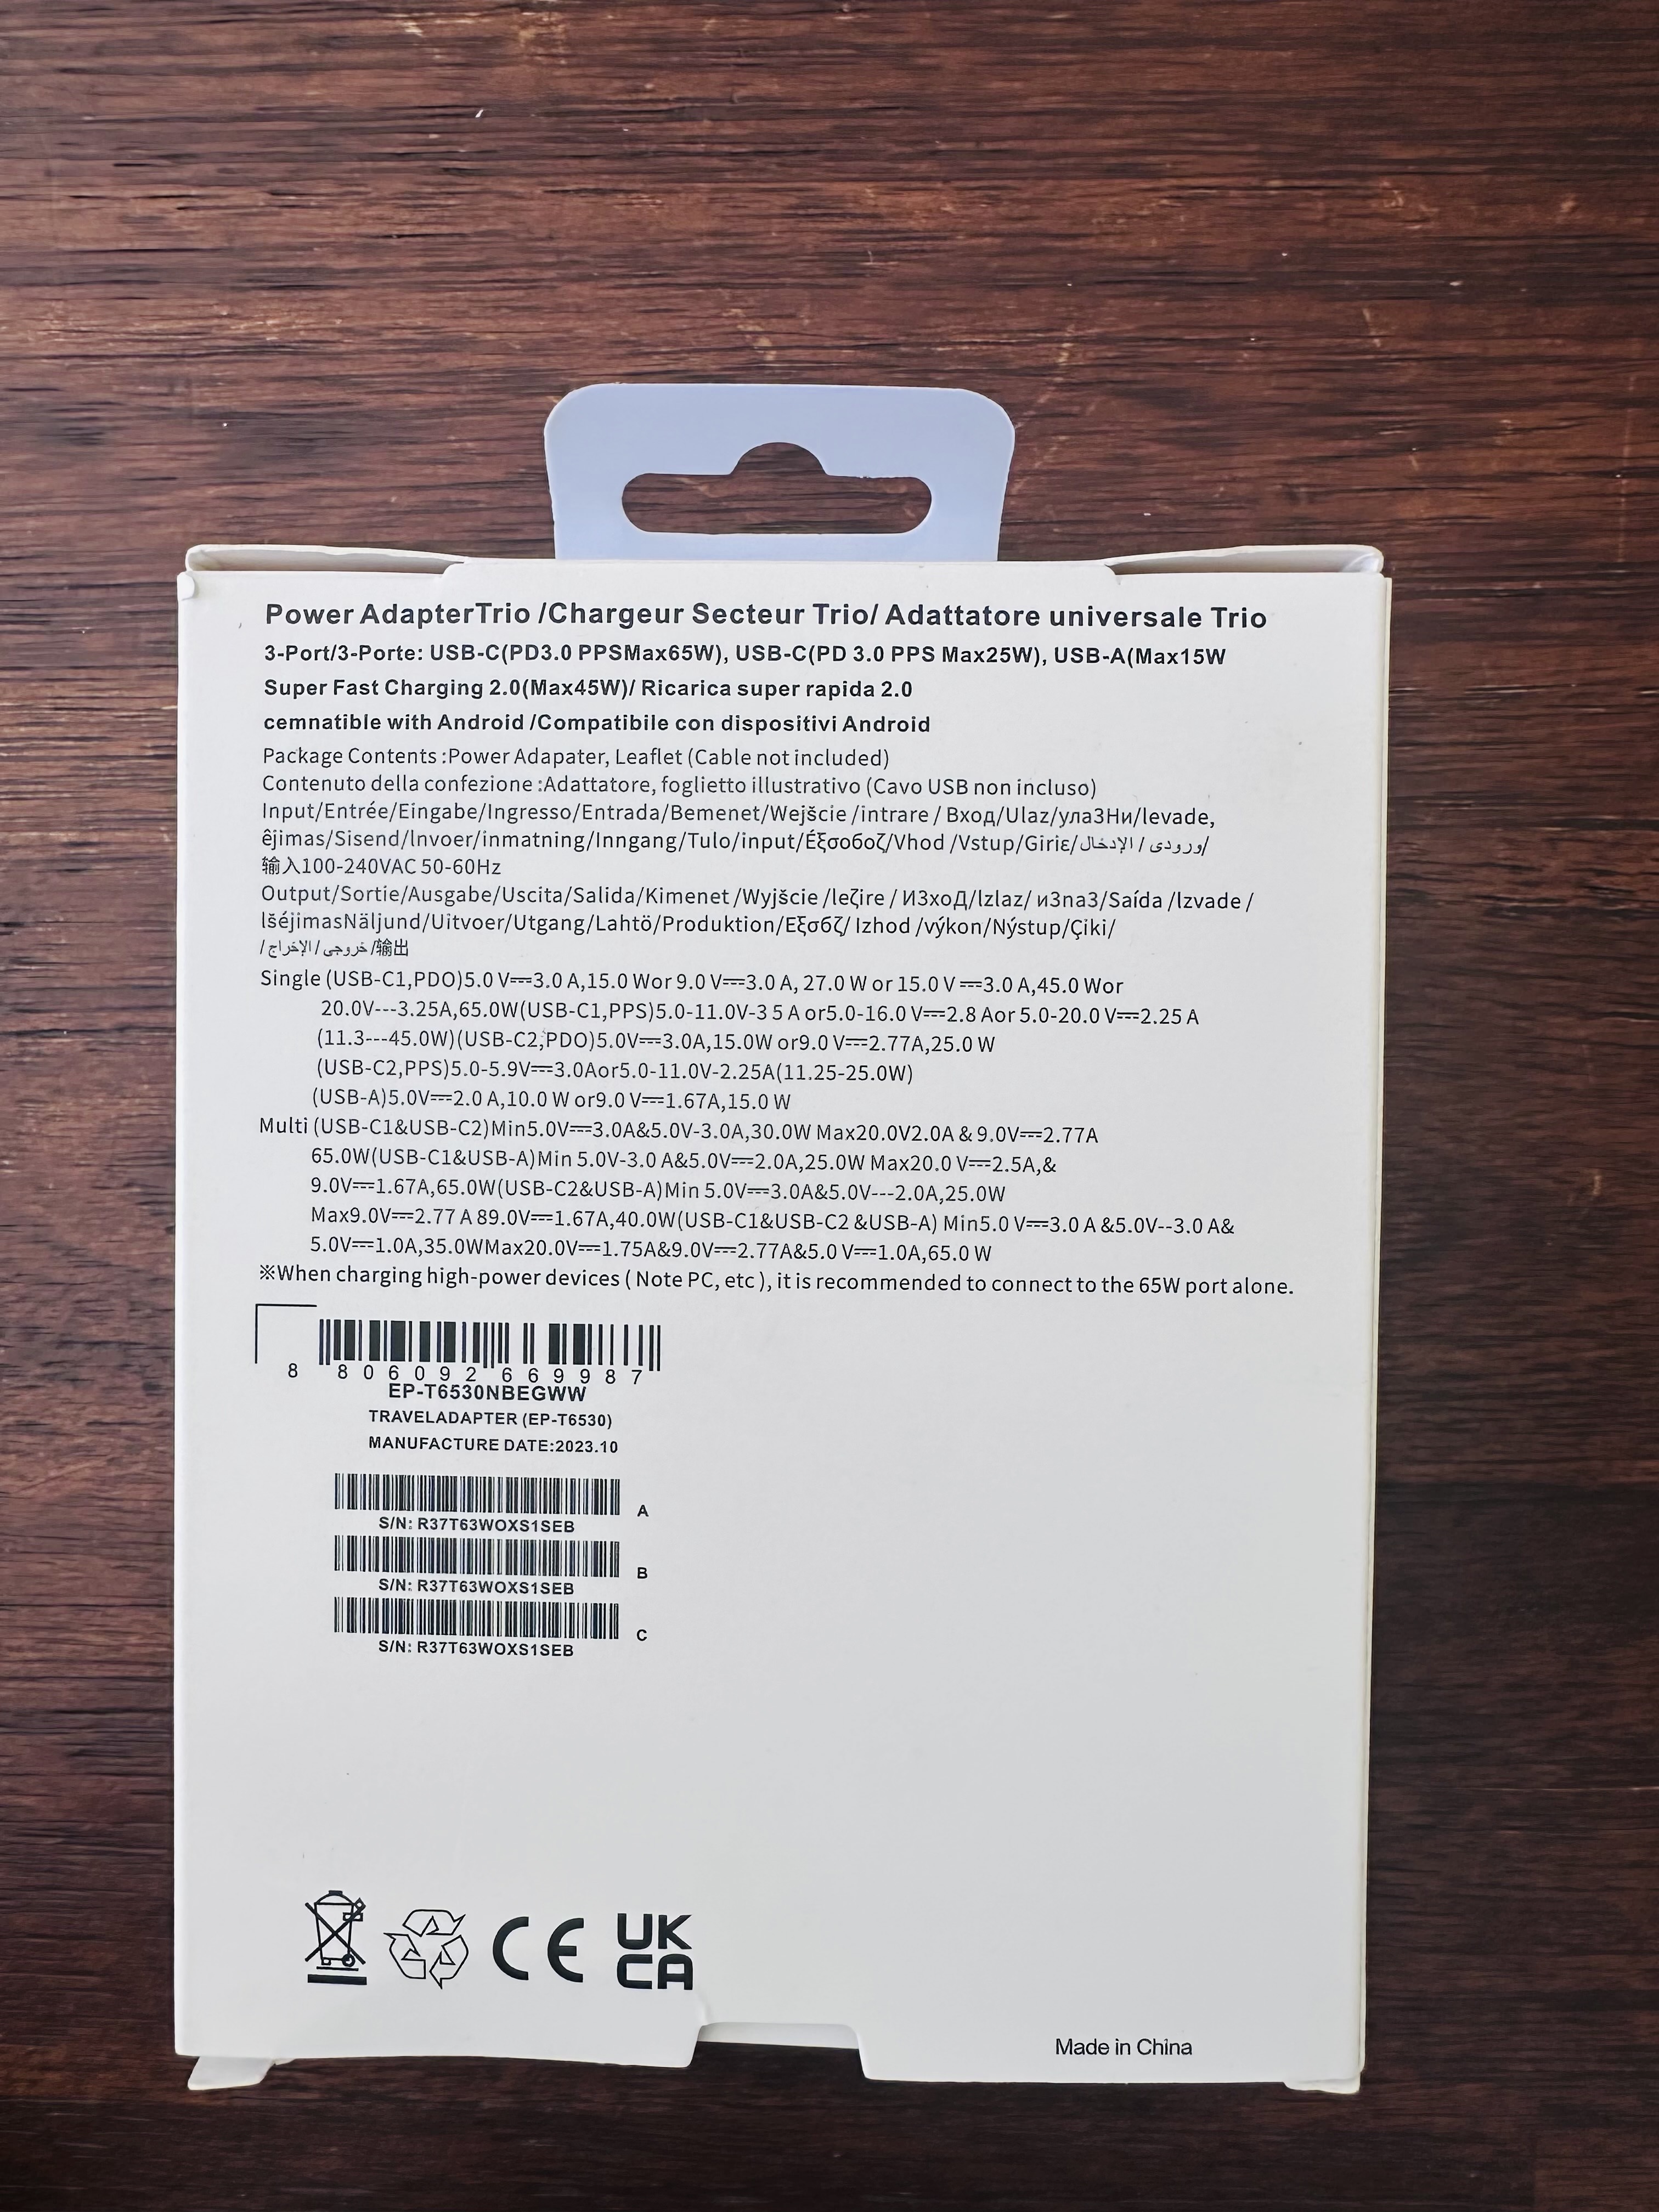 Power AdapterTrio /Chargeur Secteur Trio/ Adattatore universale Trio
3-Port/3-Porte: USB-C(PD3.0 PPSMax65W), USB-C(PD 3.0 PPS Max25W), USB-A(Max15W
Super Fast Charging 2.0(Max45W)/ Ricarica super rapida 2.0
cemnatible with Android /Compatibile con dispositivi Android
Package Contents :Power Adapater, Leaflet (Cable not included)
Contenuto della confezione :Adattatore, foglietto illustrativo (Cavo USB non incluso)
Input/Entrée/Eingabe/Ingresso/Entrada/Bemenet/Wejšcie /intrare / Вход/Ulaz/ула3Ни/levade,
êjimas/Sisend/lnvoer/inmatning/Inngang/Tulo/input/Éξσοбοζ/Vhod /Vstup/Giriε/ورودی / الإدخال/
输入100-240VAC 50-60Hz
Output/Sortie/Ausgabe/Uscita/Salida/Kimenet /Wyjšcie /leζire / ИЗхоД/lzlaz/ и3na3/Saída /lzvade /
lšéjimasNäljund/Uitvoer/Utgang/Lahtö/Produktion/Eξσбζ/ Izhod /výkon/Nýstup/Çiki/
/ خروجی / الإخراج /输出
Single (USB-C1,PDO)5.0 V⎓3.0 A,15.0 Wor 9.0 V⎓3.0 A, 27.0 W or 15.0 V ⎓3.0 A,45.0 Wor
20.0V---3.25A,65.0W(USB-C1,PPS)5.0-11.0V-3 5 A or5.0-16.0 V⎓2.8 Aor 5.0-20.0 V⎓2.25 A
(11.3---45.0W)(USB-C2,PDO)5.0V⎓3.0A,15.0W or9.0 V⎓2.77A,25.0 W
(USB-C2,PPS)5.0-5.9V⎓3.0Aor5.0-11.0V-2.25A(11.25-25.0W)
(USB-A)5.0V⎓2.0 A,10.0 W or9.0 V⎓1.67A,15.0 W
Multi (USB-C1&USB-C2)Min5.0V⎓3.0A&5.0V-3.0A,30.0W Max20.0V2.0A & 9.0V⎓2.77A
65.0W(USB-C1&USB-A)Min 5.0V-3.0 A&5.0V⎓2.0A,25.0W Max20.0 V⎓2.5A,&
9.0V⎓1.67A,65.0W(USB-C2&USB-A)Min 5.0V⎓3.0A&5.0V---2.0A,25.0W
Max9.0V⎓2.77 A 89.0V⎓1.67A,40.0W(USB-C1&USB-C2 &USB-A) Min5.0 V⎓3.0 A &5.0V--3.0 A&
5.0V⎓1.0A,35.0WMax20.0V⎓1.75A&9.0V⎓2.77A&5.0 V⎓1.0A,65.0 W
※When charging high-power devices ( Note PC, etc ), it is recommended to connect to the 65W port alone.
8 806092 669987
EP-T6530NBEGWW
TRAVELADAPTER (EP-T6530)
MANUFACTURE DATE:2023.10
A
S/N: R37T63WOXS1SEB
B
S/N: R37T63WOXS1SEB
C
S/N: R37T63WOXS1SEB
CE UK CA
Made in China